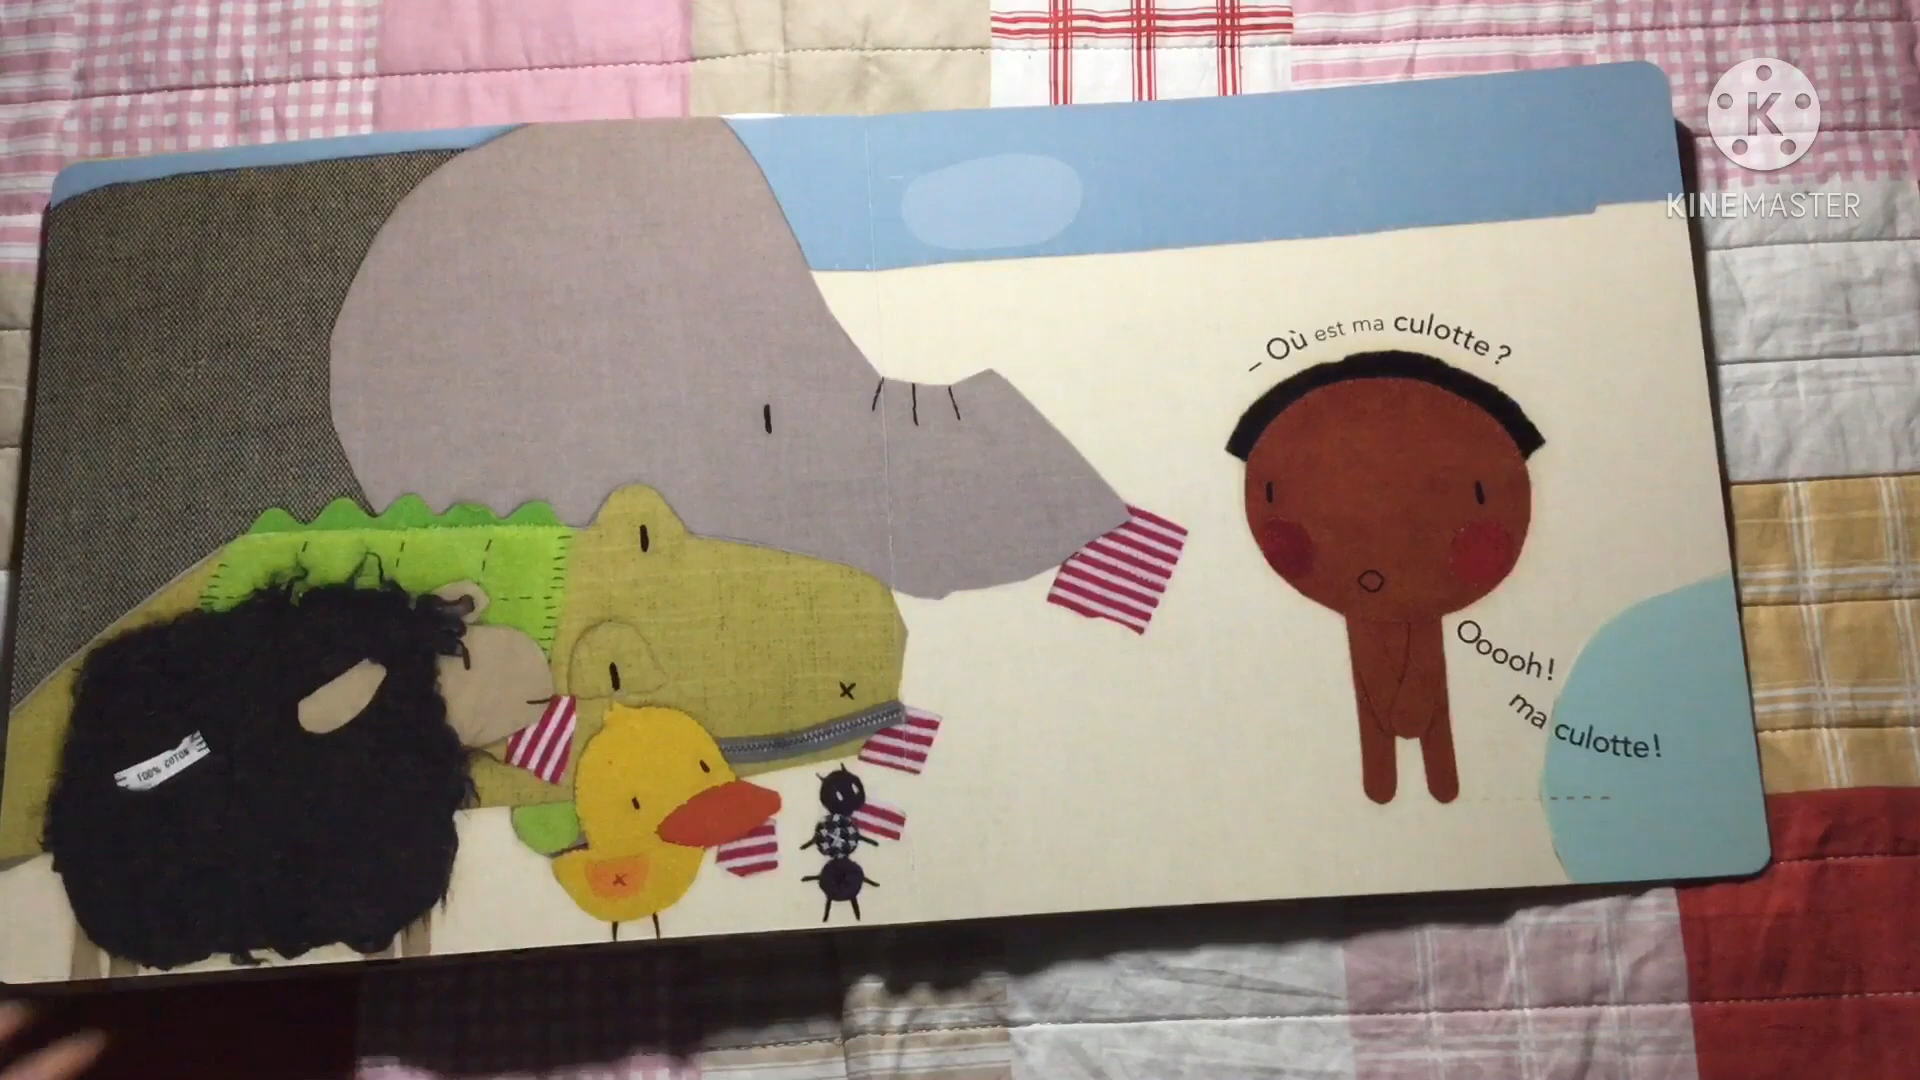 – Où est ma culotte ?
Ooooh!
ma culotte!
100% COTON
KINEMASTER